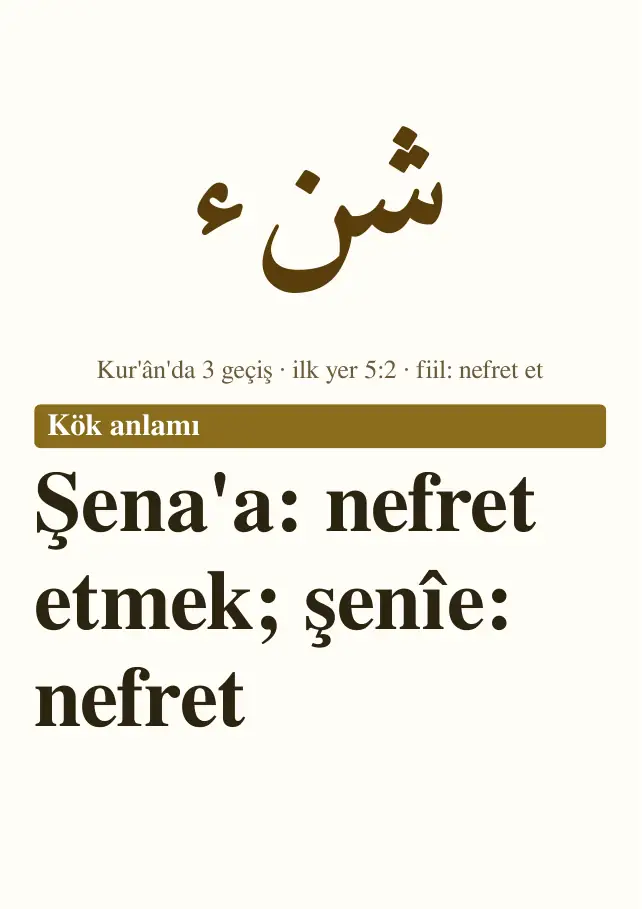 شن ء
Kur'ân'da 3 geçiş · ilk yer 5:2 · fiil: nefret et
Kök anlamı
Şena'a: nefret
etmek; şenîe:
nefret